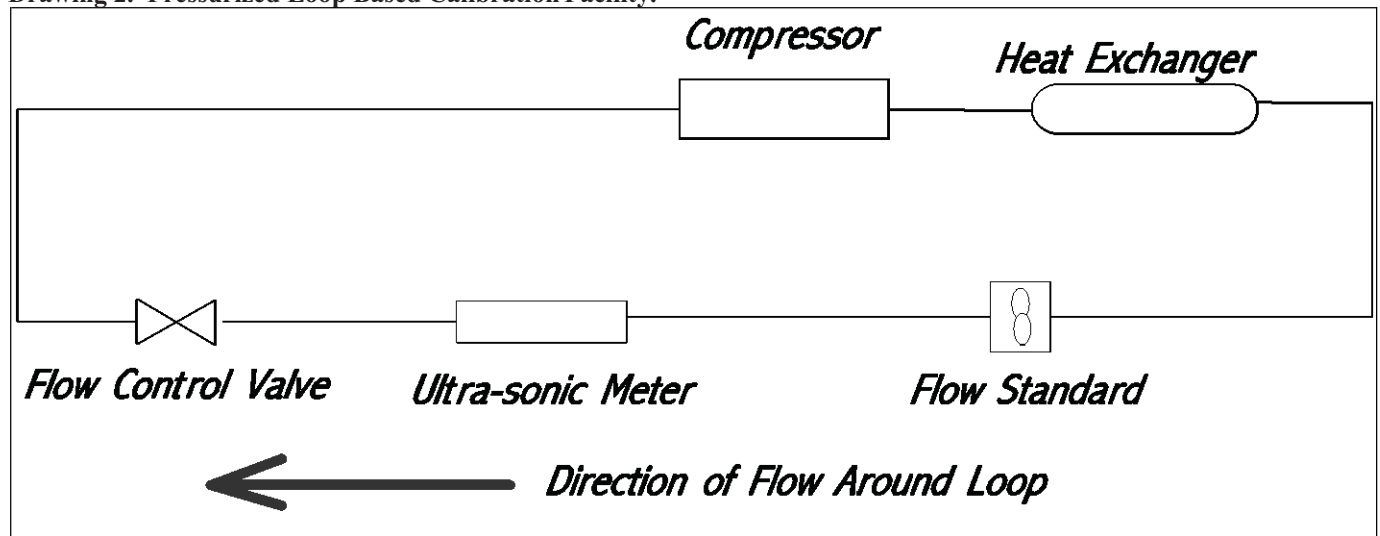 Drawing 2. Pressurized Loop Based Calibration Facility.
Compressor
Heat Exchanger
Flow Control Valve
Ultra-sonic Meter
Flow Standard
Direction of Flow Around Loop